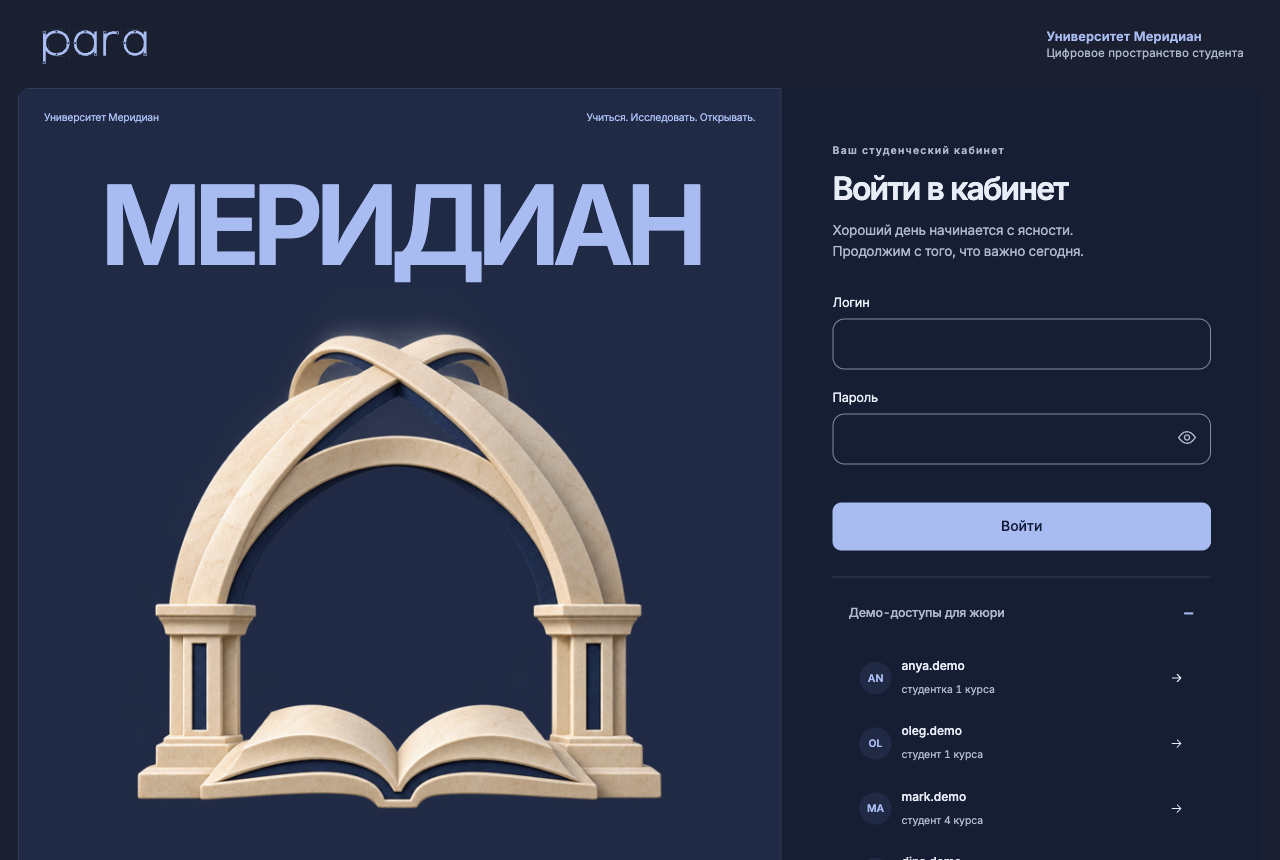 para
Университет Меридиан
Цифровое пространство студента
Университет Меридиан
Учиться. Исследовать. Открывать.
МЕРИДИАН
Ваш студенческий кабинет
Войти в кабинет
Хороший день начинается с ясности.
Продолжим с того, что важно сегодня.
Логин
Пароль
Войти
Демо-доступы для жюри
AN
anya.demo
студентка 1 курса
OL
oleg.demo
студент 1 курса
MA
mark.demo
студент 4 курса